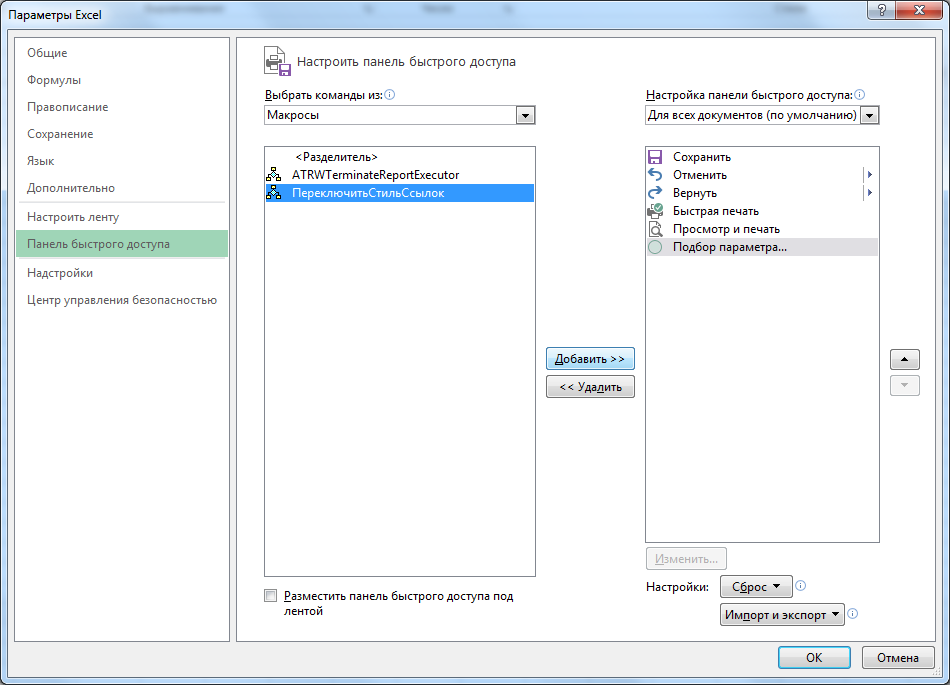 Параметры Excel
Общие
Формулы
Правописание
Сохранение
Язык
Дополнительно
Настроить ленту
Панель быстрого доступа
Надстройки
Центр управления безопасностью
Настроить панель быстрого доступа
Выбрать команды из:
Макросы
<Разделитель>
ATRWTerminateReportExecutor
ПереключитьСтильСсылок
Разместить панель быстрого доступа под
лентой
Добавить >>
<< Удалить
Настройка панели быстрого доступа:
Для всех документов (по умолчанию)
Сохранить
Отменить
Вернуть
Быстрая печать
Просмотр и печать
Подбор параметра...
Изменить...
Настройки: Сброс
Импорт и экспорт
ОК Отмена